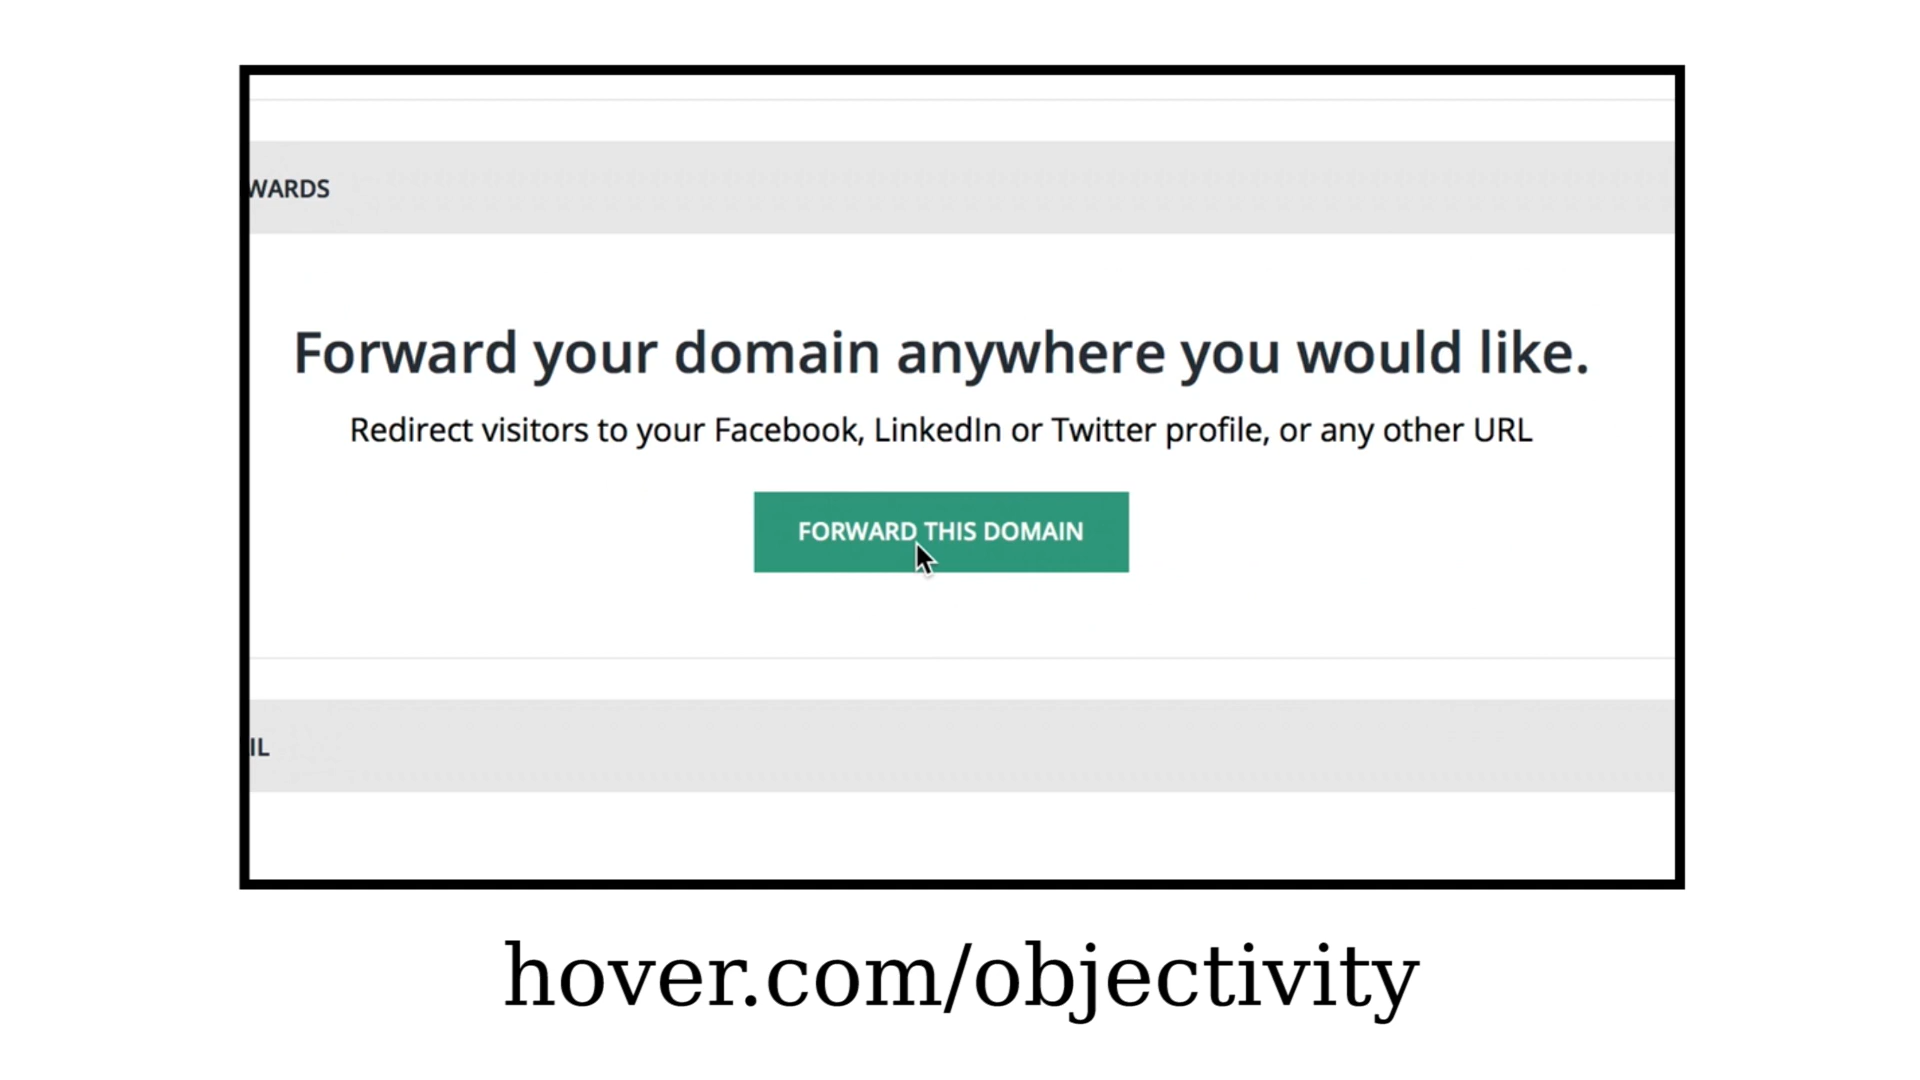 WARDS
Forward your domain anywhere you would like.
Redirect visitors to your Facebook, LinkedIn or Twitter profile, or any other URL
FORWARD THIS DOMAIN
IL
hover.com/objectivity